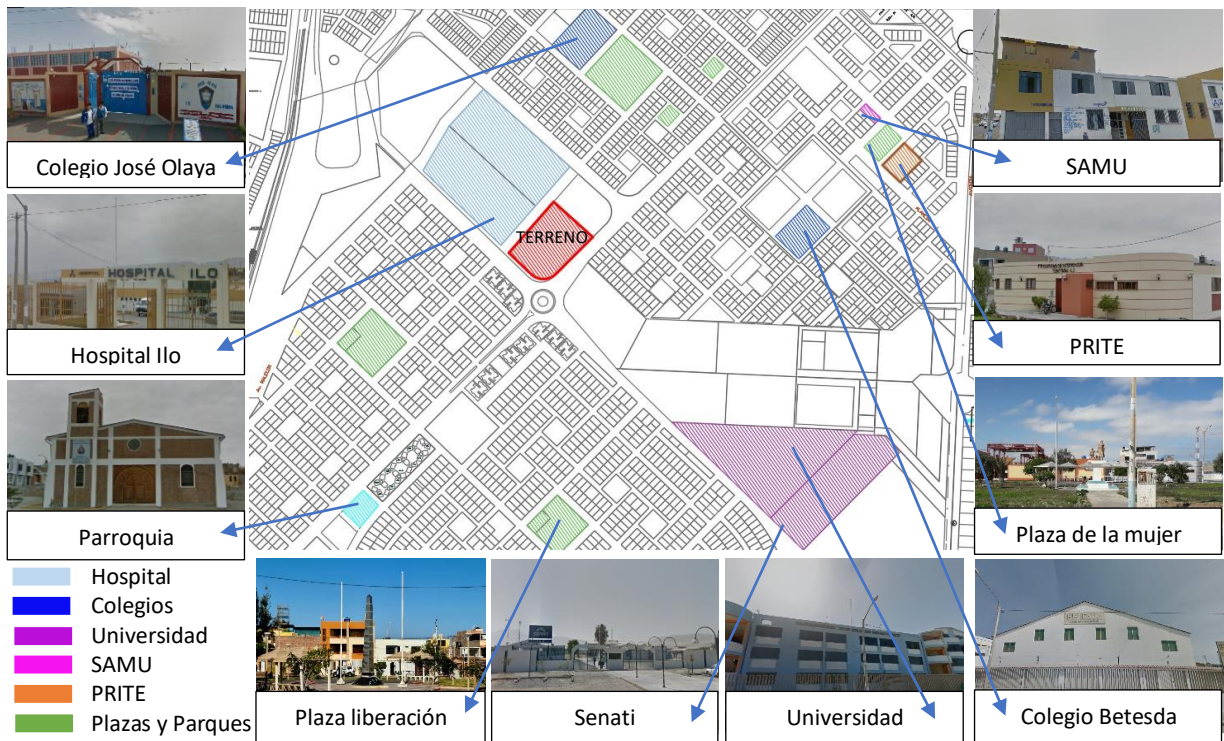 Colegio José Olaya
HOSPITAL ILO
Hospital Ilo
Parroquia
TERRENO
SAMU
PRITE
Plaza de la mujer
Plaza liberación
Senati
Universidad
Colegio Betesda
Hospital
Colegios
Universidad
SAMU
PRITE
Plazas y Parques